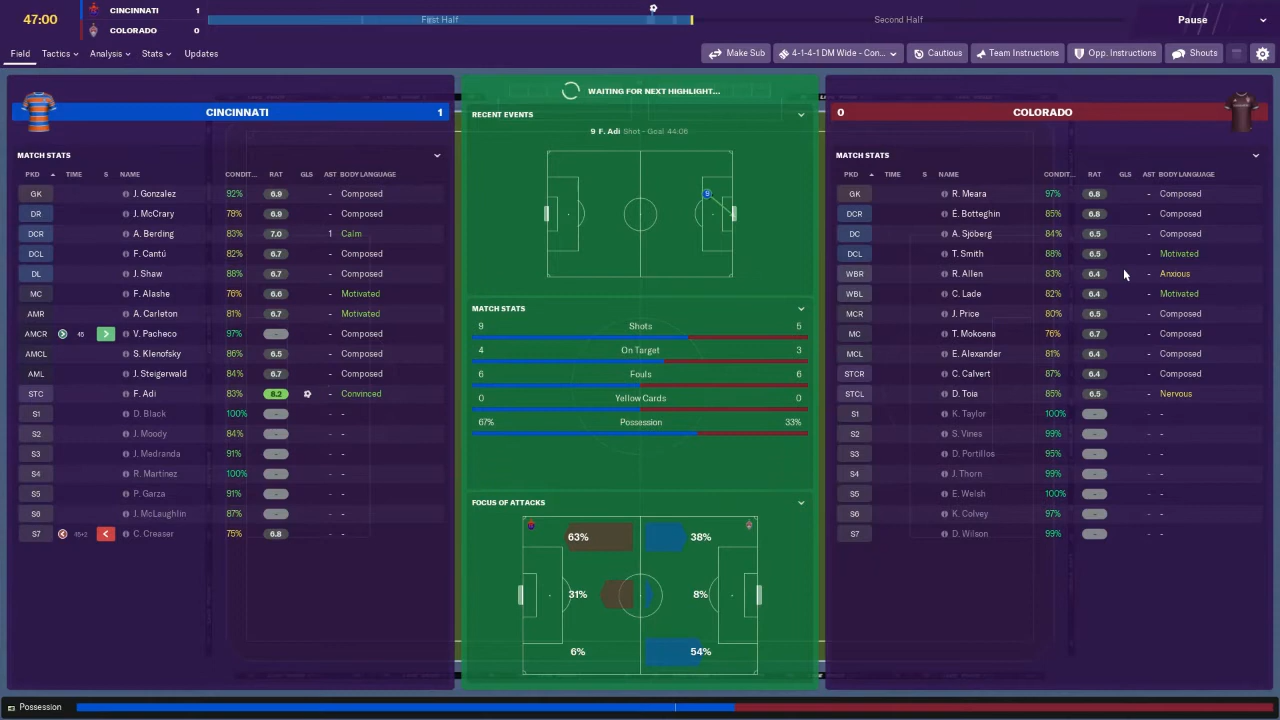 47:00
CINCINNATI 1
COLORADO 0
First Half
Second Half
Pause
Field Tactics Analysis Stats Updates
Make Sub 4-1-4-1 DM Wide - Con... Cautious Team Instructions Opp. Instructions Shouts
CINCINNATI 1
MATCH STATS
PKD TIME S NAME CONDIT... RAT GLS AST BODY LANGUAGE
GK J. Gonzalez 92% 6.9 - Composed
DR J. McCrary 78% 6.9 - Composed
DCR A. Berding 83% 7.0 1 Calm
DCL F. Cantú 82% 6.7 - Composed
DL J. Shaw 88% 6.7 - Composed
MC F. Alashe 76% 6.6 - Motivated
AMR A. Carleton 81% 6.7 - Motivated
AMCR 45 V. Pacheco 97% - - Composed
AMCL S. Klenofsky 86% 6.5 - Composed
AML J. Steigerwald 84% 6.7 - Composed
STC F. Adi 83% 8.2 - Convinced
S1 D. Black 100% - - -
S2 J. Moody 84% - - -
S3 J. Medranda 91% - - -
S4 R. Martínez 100% - - -
S5 P. Garza 91% - - -
S6 J. McLaughlin 87% - - -
S7 45+2 C. Creaser 75% 6.8 - -
WAITING FOR NEXT HIGHLIGHT...
RECENT EVENTS
9 F. Adi Shot - Goal 44:06
9
MATCH STATS
9 Shots 5
4 On Target 3
6 Fouls 6
0 Yellow Cards 0
67% Possession 33%
FOCUS OF ATTACKS
63% 38%
31% 8%
6% 54%
0 COLORADO
MATCH STATS
PKD TIME S NAME CONDIT... RAT GLS AST BODY LANGUAGE
GK R. Meara 97% 6.8 - Composed
DCR E. Botteghin 85% 6.8 - Composed
DC A. Sjöberg 84% 6.5 - Composed
DCL T. Smith 88% 6.5 - Motivated
WBR R. Allen 83% 6.4 - Anxious
WBL C. Lade 82% 6.4 - Motivated
MCR J. Price 80% 6.5 - Composed
MC T. Mokoena 76% 6.7 - Composed
MCL E. Alexander 81% 6.4 - Composed
STCR C. Calvert 87% 6.4 - Composed
STCL D. Toia 85% 6.5 - Nervous
S1 K. Taylor 100% - - -
S2 S. Vines 99% - - -
S3 D. Portillos 95% - - -
S4 J. Thorn 99% - - -
S5 E. Welsh 100% - - -
S6 K. Colvey 97% - - -
S7 D. Wilson 99% - - -
Possession